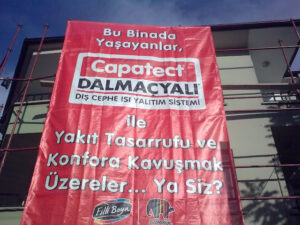 Bu Binada
Yaşayanlar,
Capatect
DALMAÇYALI
DIŞ CEPHE ISI YALITIM SİSTEMİ
ile
Yakıt Tasarrufu ve
Konfora Kavuşmak
Üzereler... Ya Siz?
Filli Boya